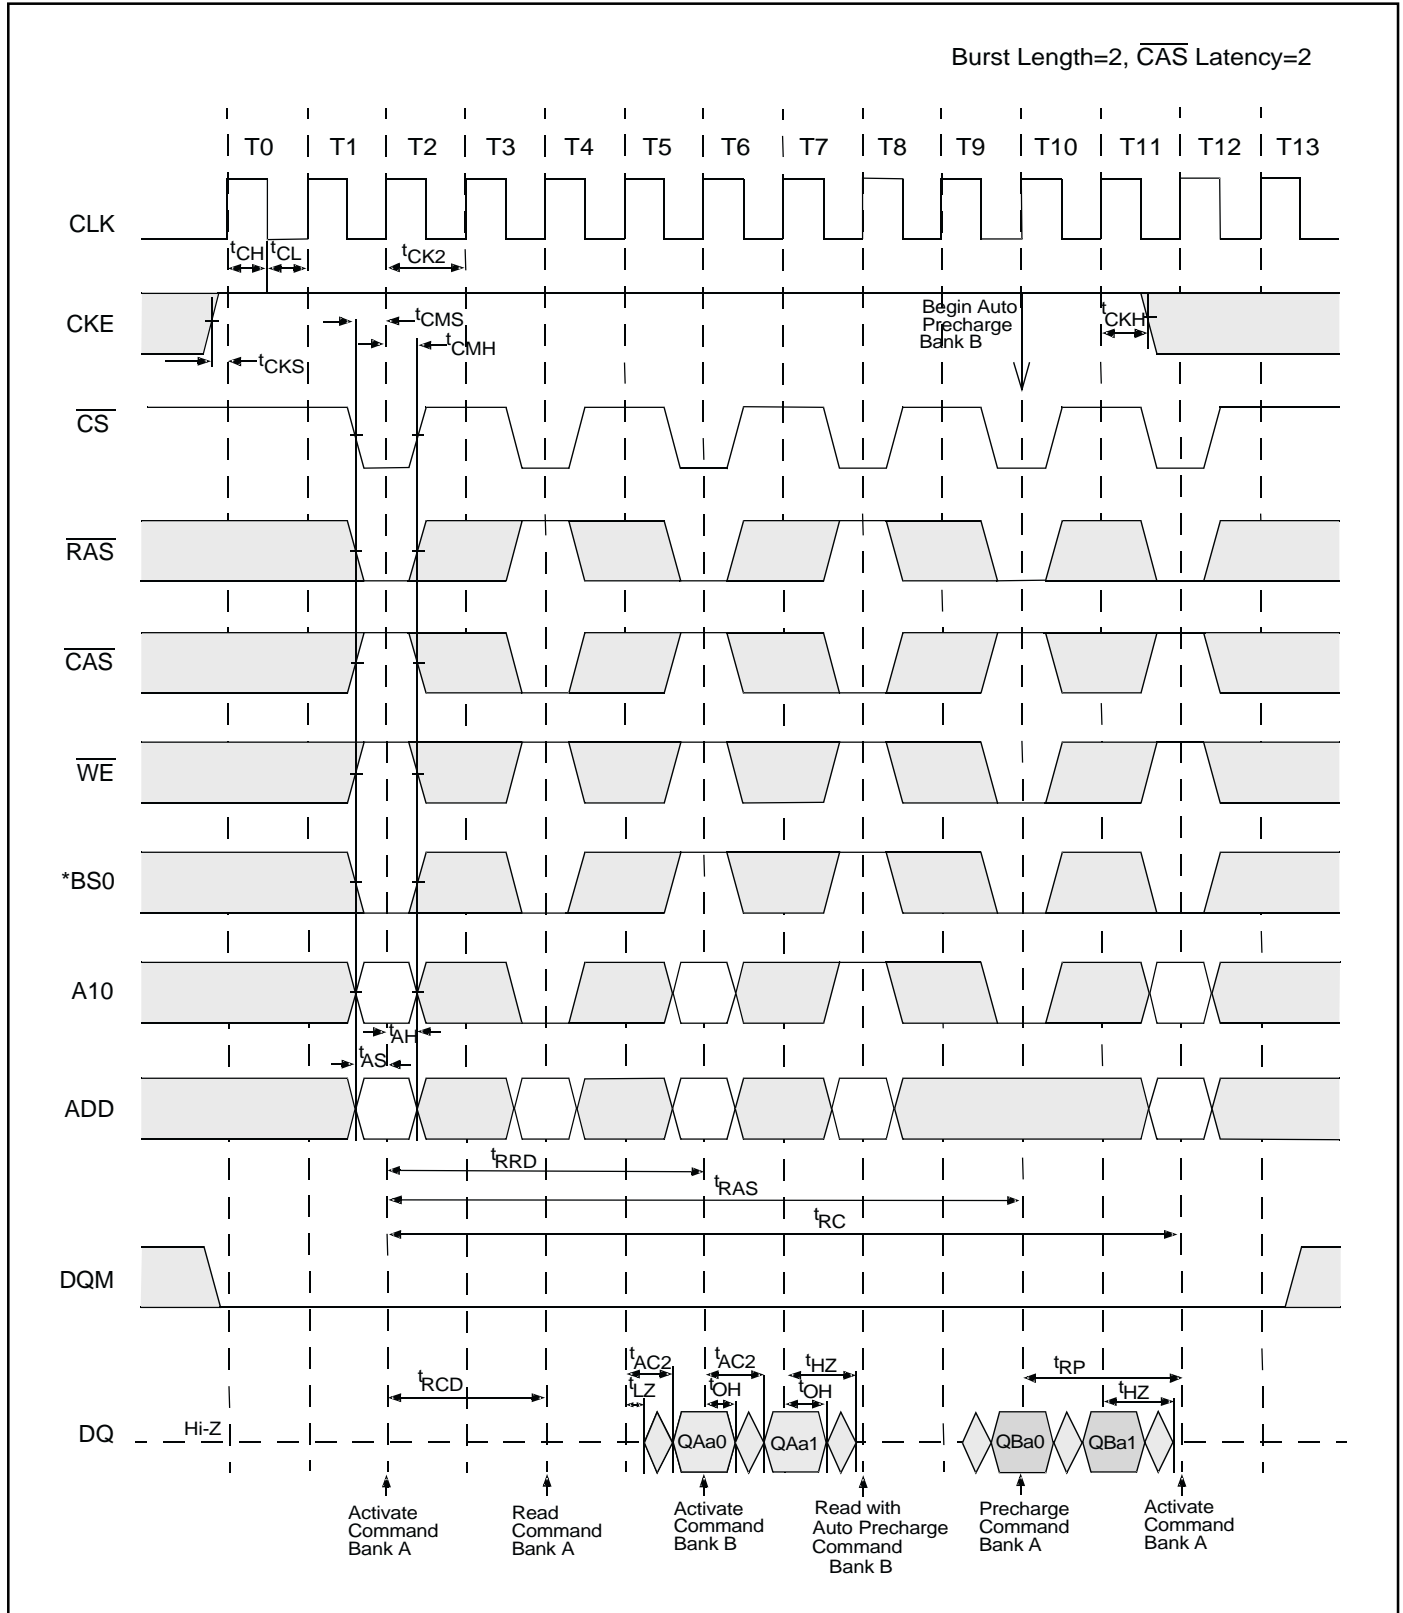 Burst Length=2, CAS Latency=2
T0 T1 T2 T3 T4 T5 T6 T7 T8 T9 T10 T11 T12 T13
CLK
tCH tCL tCK2
CKE
tCMS
tCMH
tCKS
Begin Auto
Precharge
Bank B
tCKH
CS
RAS
CAS
WE
*BS0
A10
tAH
tAS
ADD
tRRD
tRAS
tRC
DQM
tAC2 tAC2 tHZ
tRP
tRCD
tLZ tOH tOH
tHZ
DQ
Hi-Z
QAa0 QAa1 QBa0 QBa1
Activate
Command
Bank A
Read
Command
Bank A
Activate
Command
Bank B
Read with
Auto Precharge
Command
Bank B
Precharge
Command
Bank A
Activate
Command
Bank A